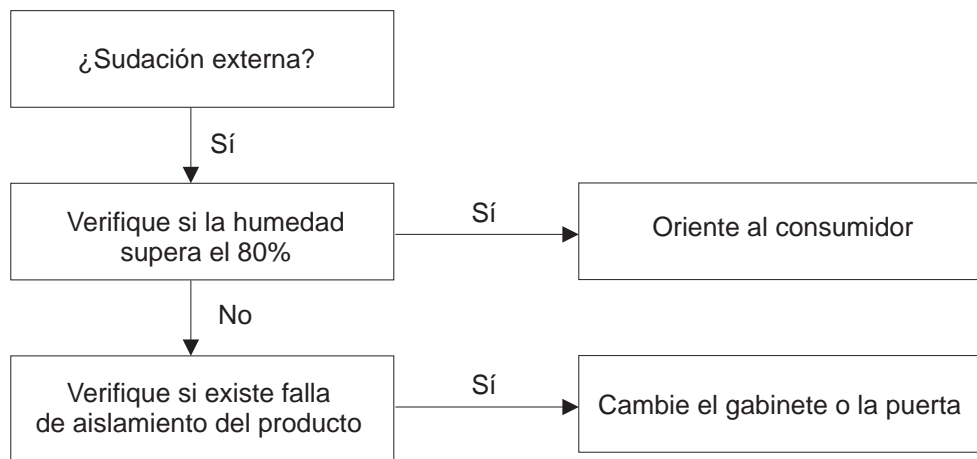 ¿Sudación externa?
Sí
Verifique si la humedad
supera el 80%
Sí
Oriente al consumidor
No
Verifique si existe falla
de aislamiento del producto
Sí
Cambie el gabinete o la puerta